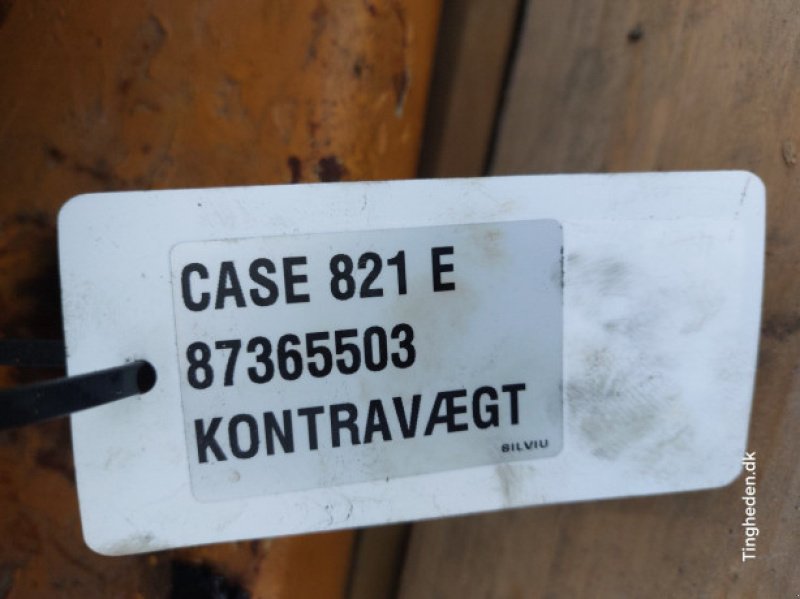 CASE 821 E
87365503
KONTRAVÆGT
SILVIU
Tingheden.dk